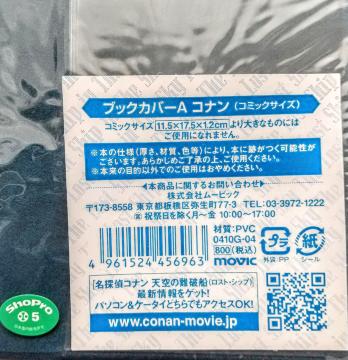 ブックカバーA コナン（コミックサイズ）
コミックサイズ 11.5×17.5×1.2cm より大きなものには
ご使用になれません。
※本の仕様（厚さ、材質、色等）により、本に跡がつく可能性が
ございます。あらかじめご了承の上、ご使用ください。
※本来の目的以外でのご使用はおやめください。
◆本商品に関するお問い合わせ◆
株式会社ムービック
〒173-8558 東京都板橋区弥生町77-3 TEL.03-3972-1222
㊊ 祝祭日を除く月〜金 10:00〜17:00
材質:PVC
0410G-04
800（税込）
movic
4961524456963
プラ
外装:PP
紙
シール
【名探偵コナン 天空の難破船（ロスト・シップ）】
最新情報をゲット!
パソコン&ケータイどちらでもアクセスOK!
www.conan-movie.jp
ShoPro
5